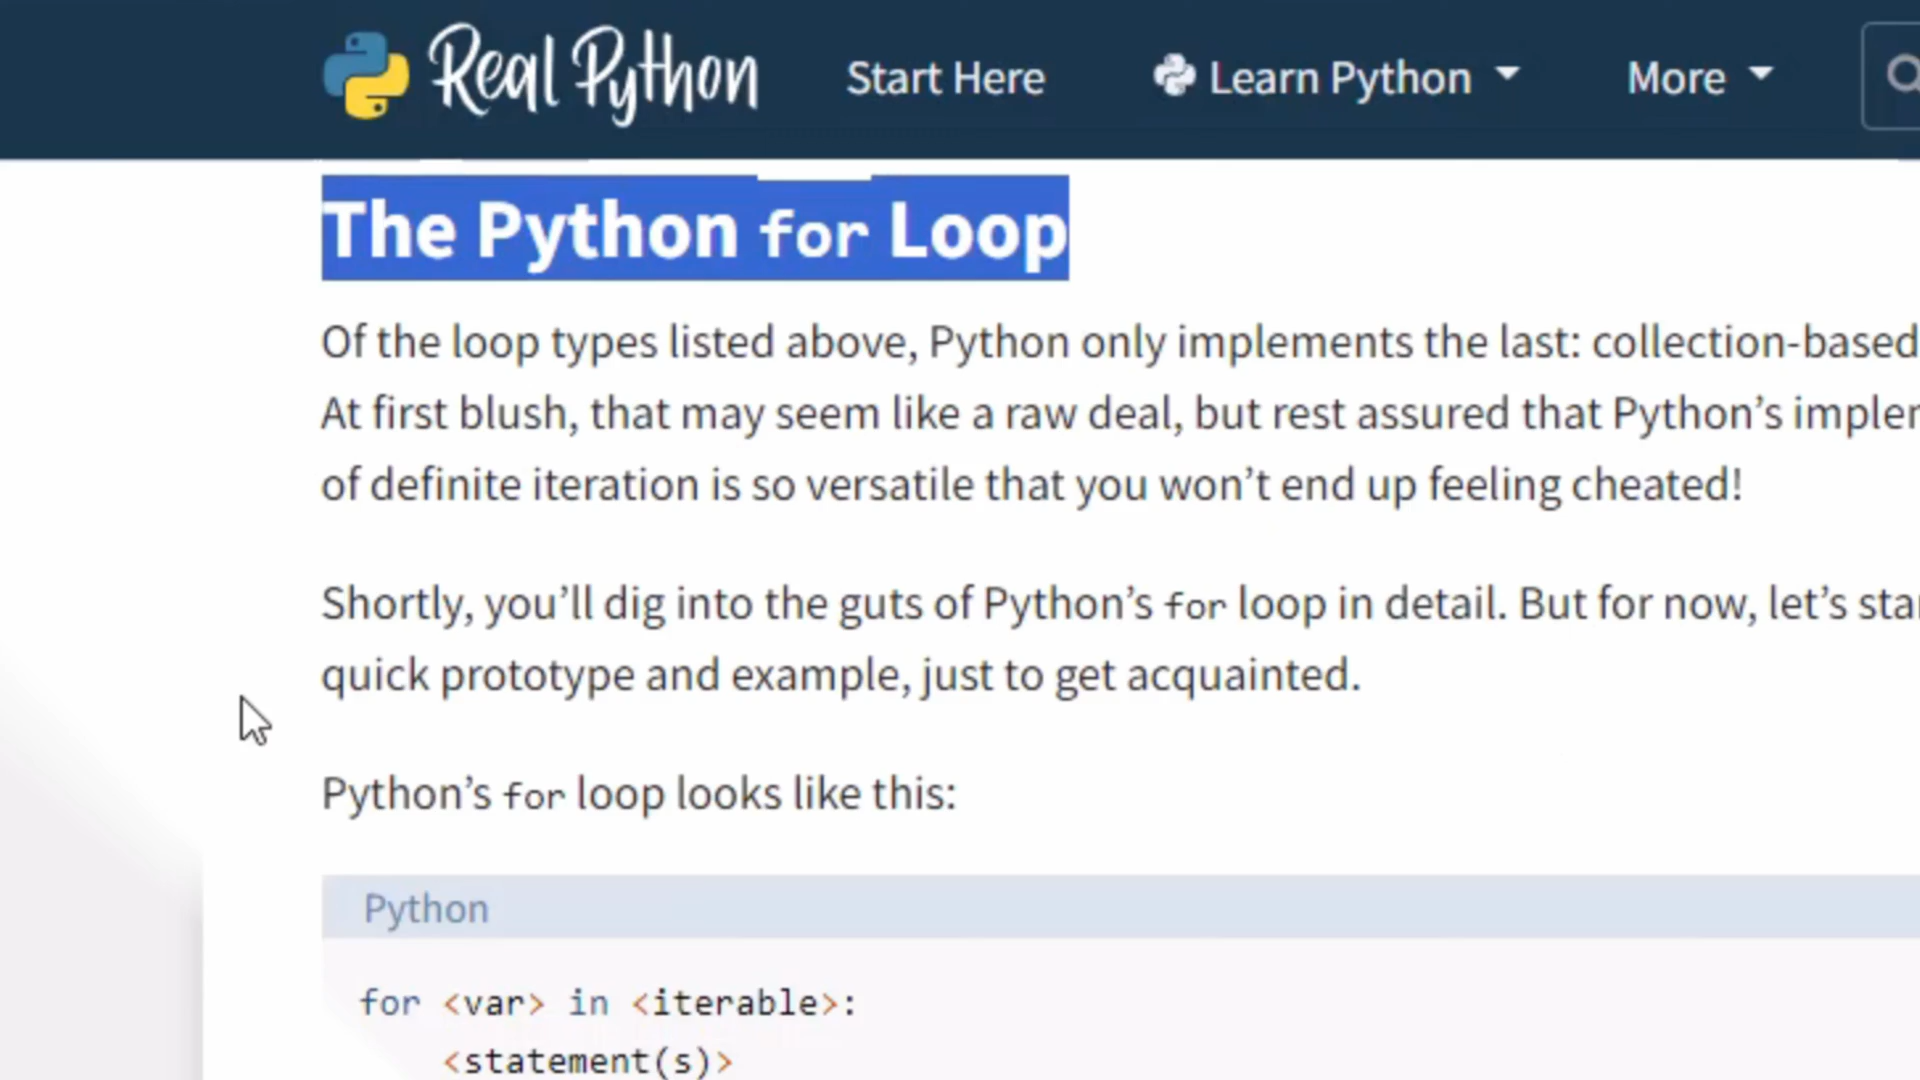 Real Python Start Here Learn Python More
The Python for Loop
Of the loop types listed above, Python only implements the last: collection-based
At first blush, that may seem like a raw deal, but rest assured that Python’s
of definite iteration is so versatile that you won’t end up feeling cheated!
Shortly, you’ll dig into the guts of Python’s for loop in detail. But for now, let’s
quick prototype and example, just to get acquainted.
Python’s for loop looks like this:
Python
for <var> in <iterable>:
<statement(s)>